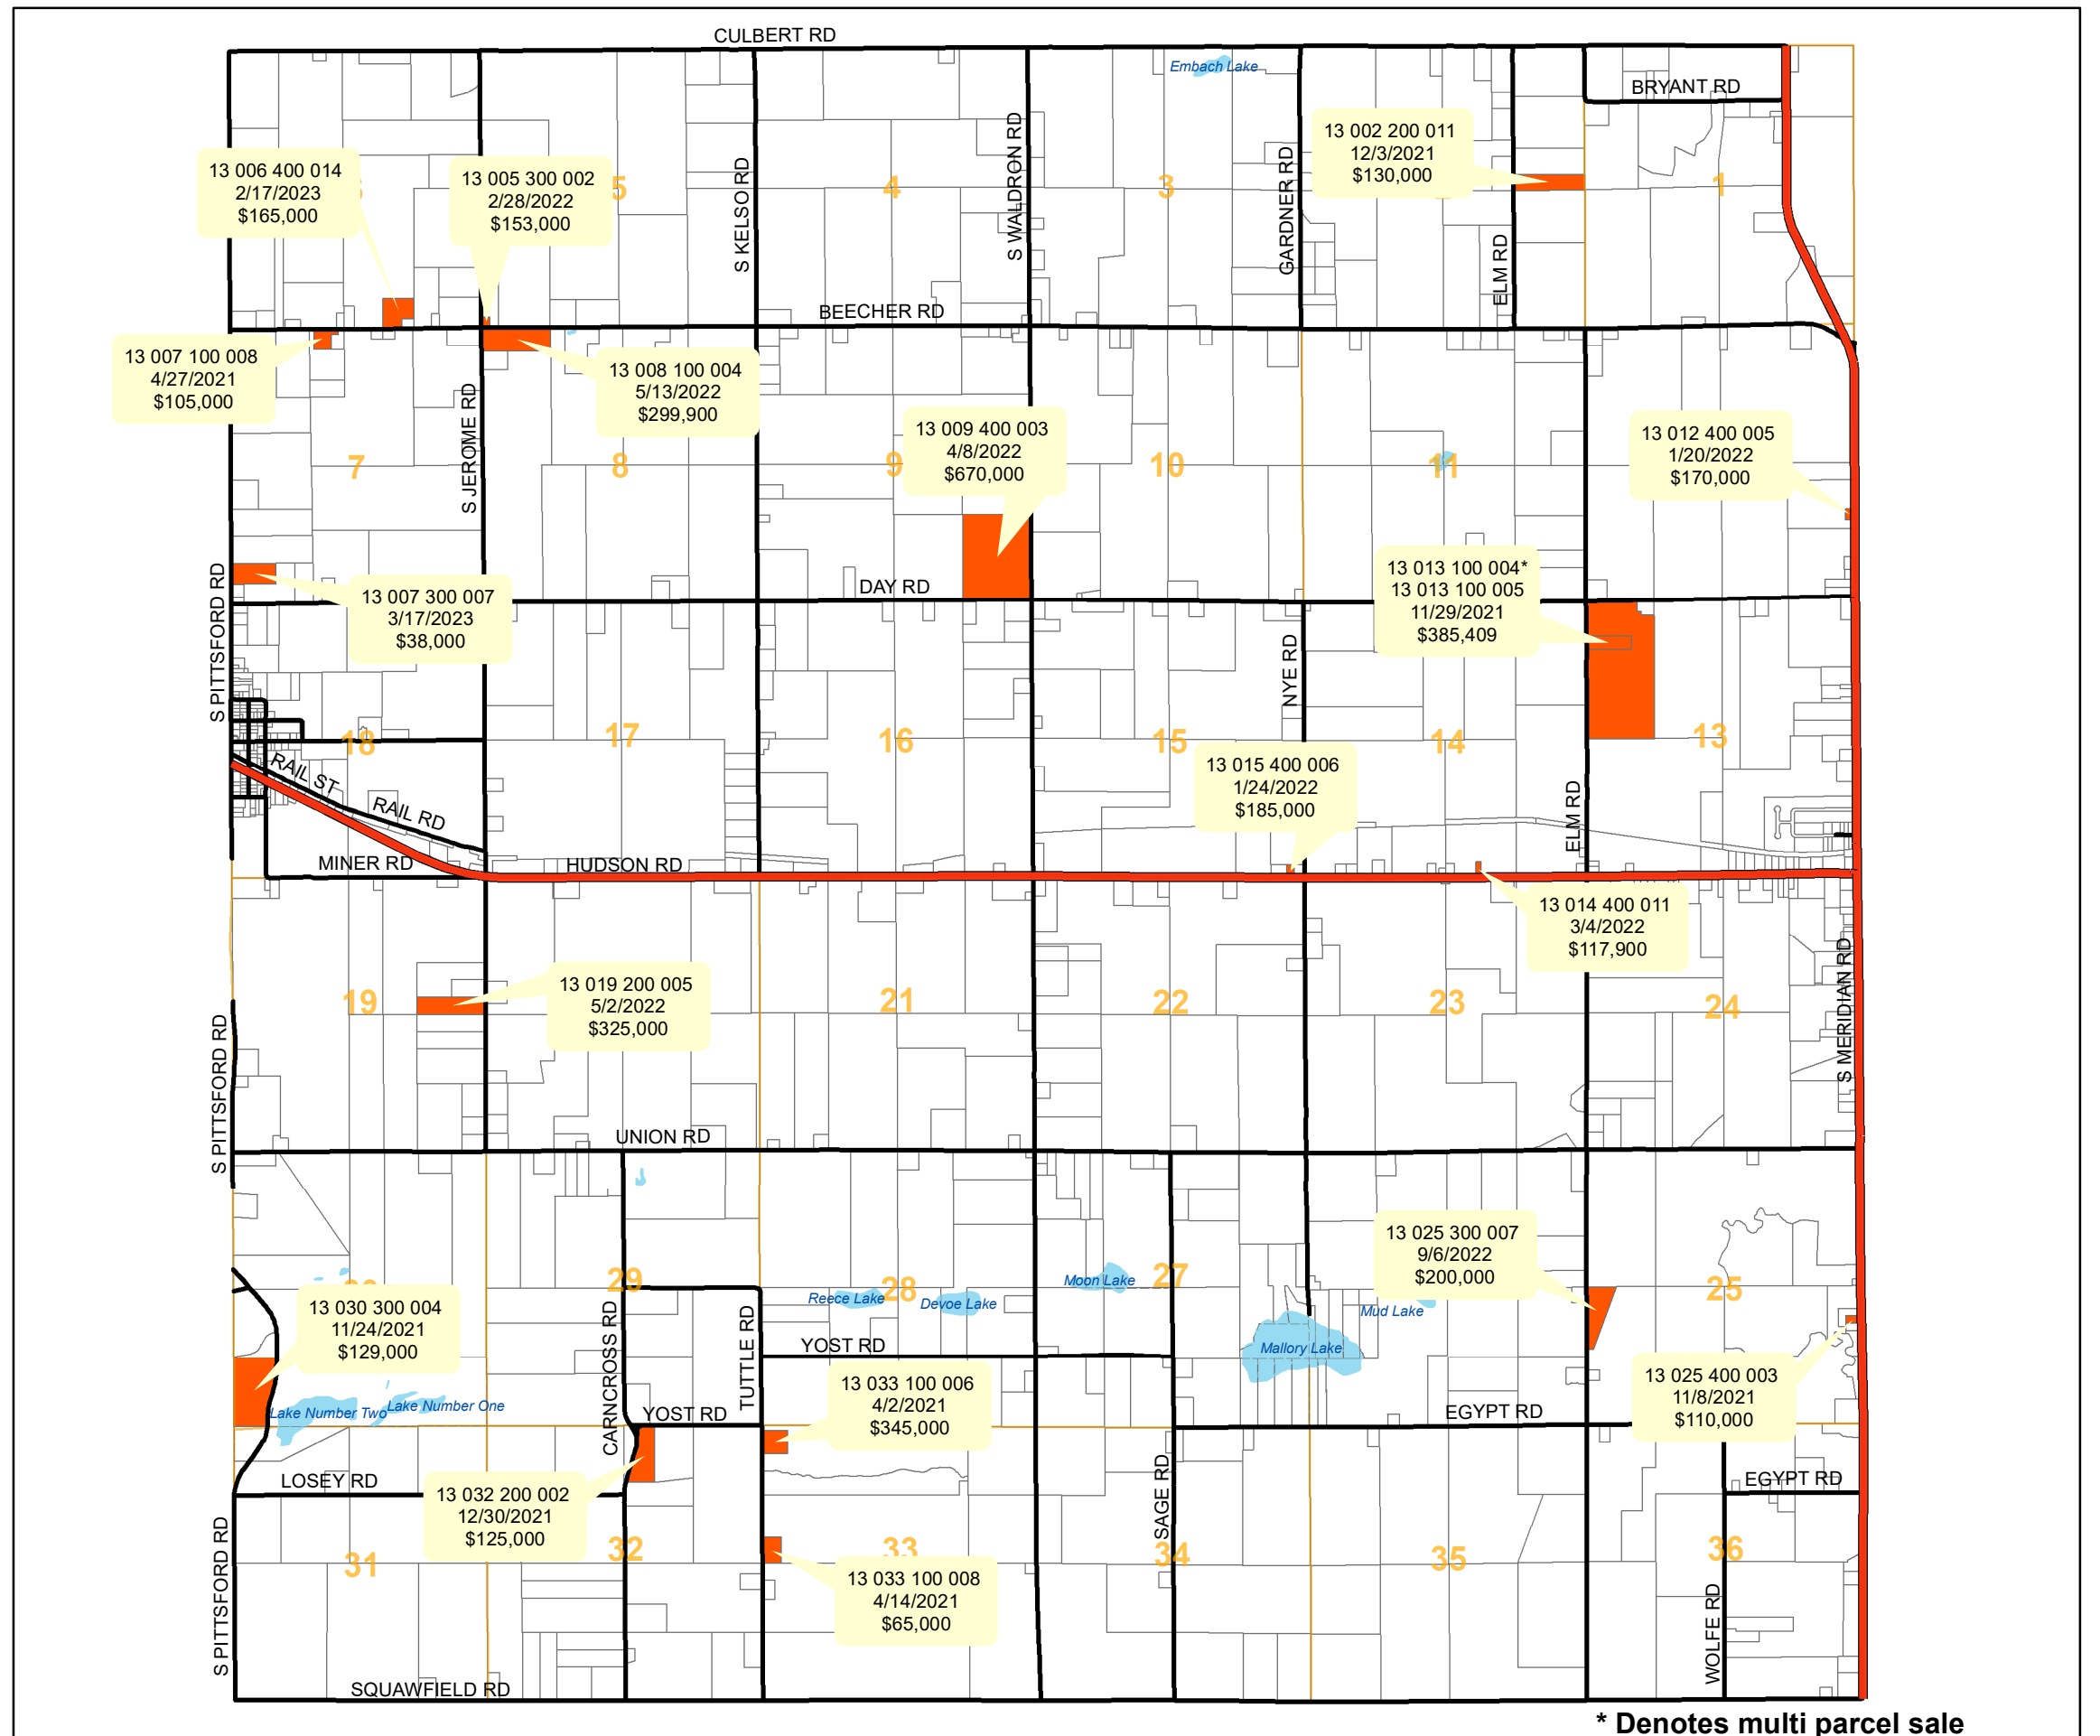 CULBERT RD
Embach Lake
BRYANT RD
13 002 200 011
12/3/2021
$130,000
13 006 400 014
2/17/2023
$165,000
13 005 300 002
2/28/2022
$153,000
5
4
3
1
S KELSO RD
S WALDRON RD
GARDNER RD
ELM RD
BEECHER RD
13 007 100 008
4/27/2021
$105,000
13 008 100 004
5/13/2022
$299,900
13 009 400 003
4/8/2022
$670,000
13 012 400 005
1/20/2022
$170,000
S JEROME RD
7
8
9
10
11
S PITTSFORD RD
13 007 300 007
3/17/2023
$38,000
DAY RD
13 013 100 004*
13 013 100 005
11/29/2021
$385,409
NYE RD
18
17
16
15
14
13
13 015 400 006
1/24/2022
$185,000
RAIL ST
RAIL RD
ELM RD
MINER RD
HUDSON RD
13 014 400 011
3/4/2022
$117,900
S MERIDIAN RD
19
13 019 200 005
5/2/2022
$325,000
21
22
23
24
S PITTSFORD RD
UNION RD
13 025 300 007
9/6/2022
$200,000
29
28
27
25
Moon Lake
Reece Lake
Devoe Lake
Mud Lake
Mallory Lake
13 030 300 004
11/24/2021
$129,000
CARNCROSS RD
TUTTLE RD
YOST RD
13 033 100 006
4/2/2021
$345,000
13 025 400 003
11/8/2021
$110,000
Lake Number Two
Lake Number One
YOST RD
EGYPT RD
LOSEY RD
13 032 200 002
12/30/2021
$125,000
SAGE RD
EGYPT RD
S PITTSFORD RD
31
32
33
34
35
36
13 033 100 008
4/14/2021
$65,000
WOLFE RD
SQUAWFIELD RD
* Denotes multi parcel sale